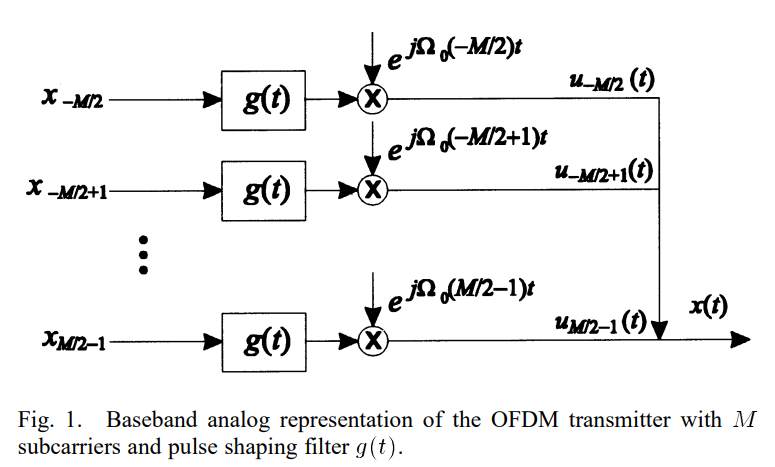 e jΩ₀(−M/2)t
x −M/2 g(t) X u−M/2 (t)
e jΩ₀(−M/2+1)t
x −M/2+1 g(t) X u−M/2+1(t)
e jΩ₀(M/2−1)t
xM/2−1 g(t) X uM/2−1(t) x(t)
Fig. 1. Baseband analog representation of the OFDM transmitter with M
subcarriers and pulse shaping filter g(t).